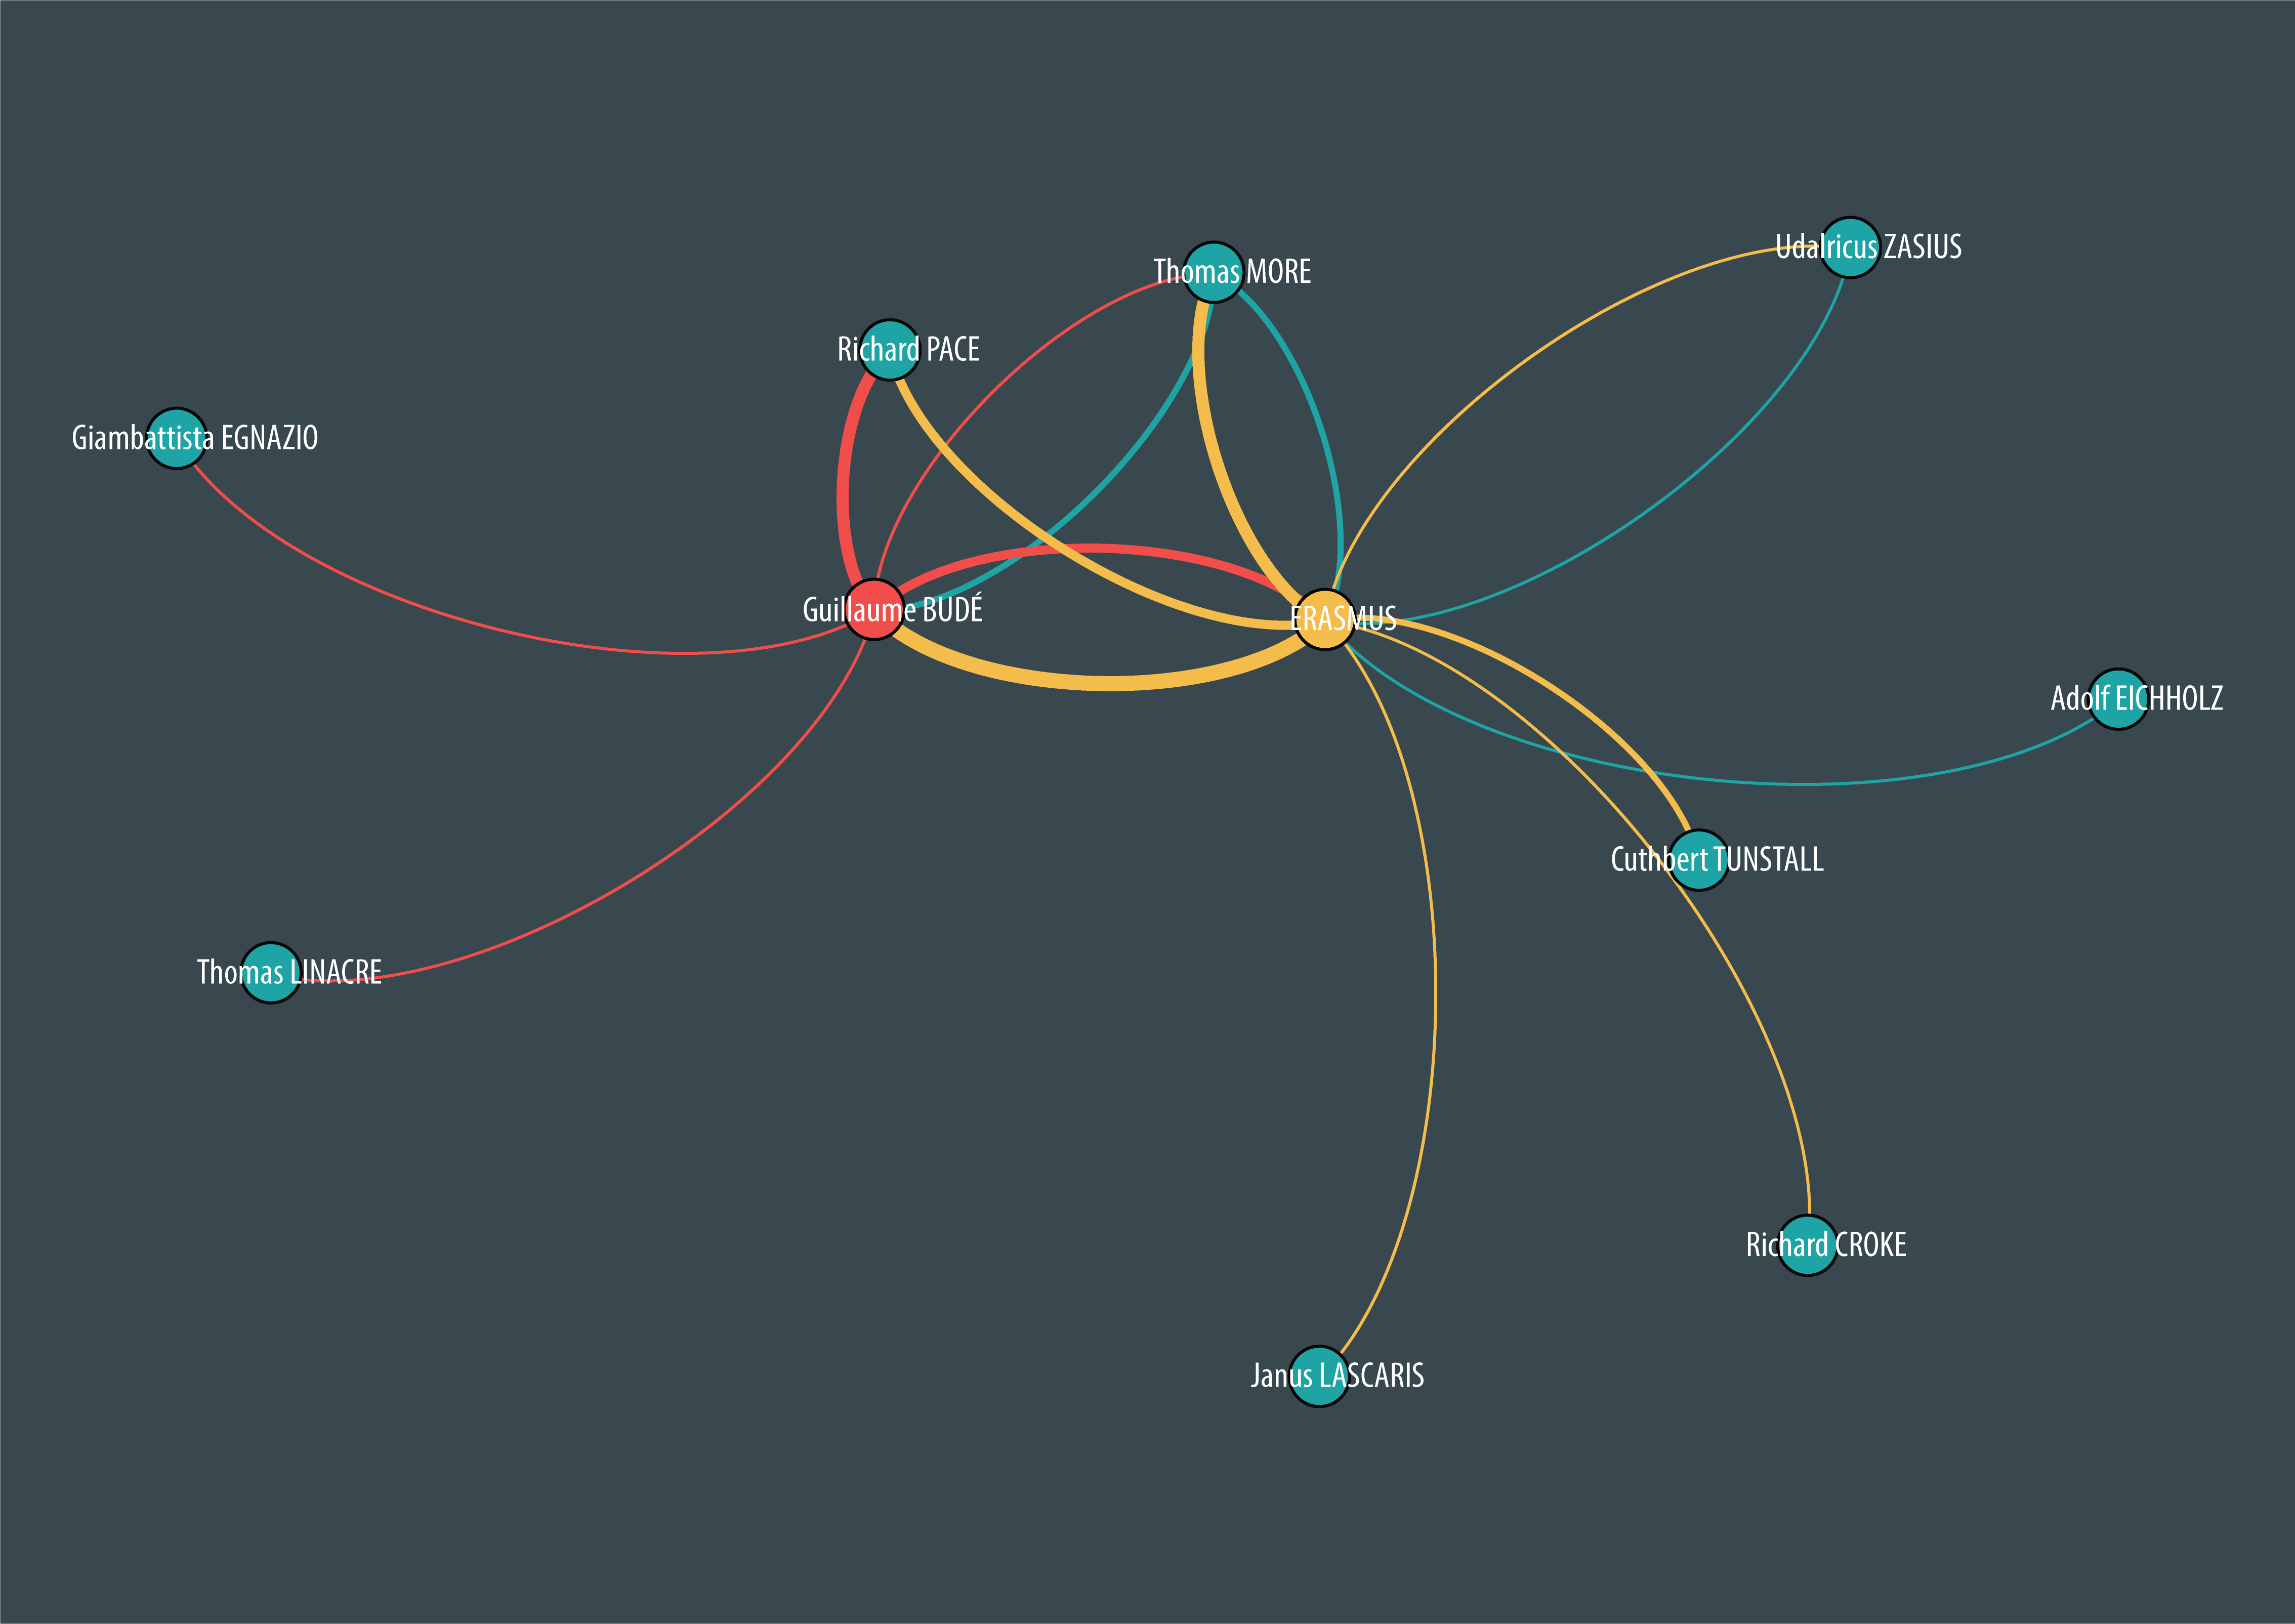 Udalricus ZASIUS
Thomas MORE
Richard PACE
Giambattista EGNAZIO
Guillaume BUDÉ
ERASMUS
Adolf EICHHOLZ
Cuthbert TUNSTALL
Thomas LINACRE
Richard CROKE
Janus LASCARIS